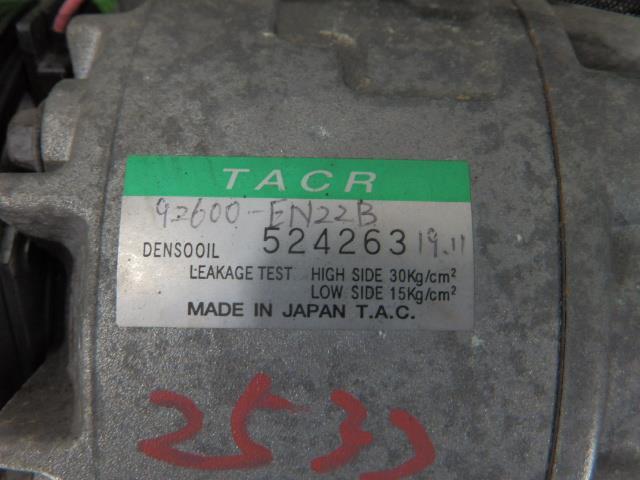 TACR
92600-EN22B
DENSOOIL 524263 19.11
LEAKAGE TEST HIGH SIDE 30Kg/cm²
LOW SIDE 15Kg/cm²
MADE IN JAPAN T.A.C.